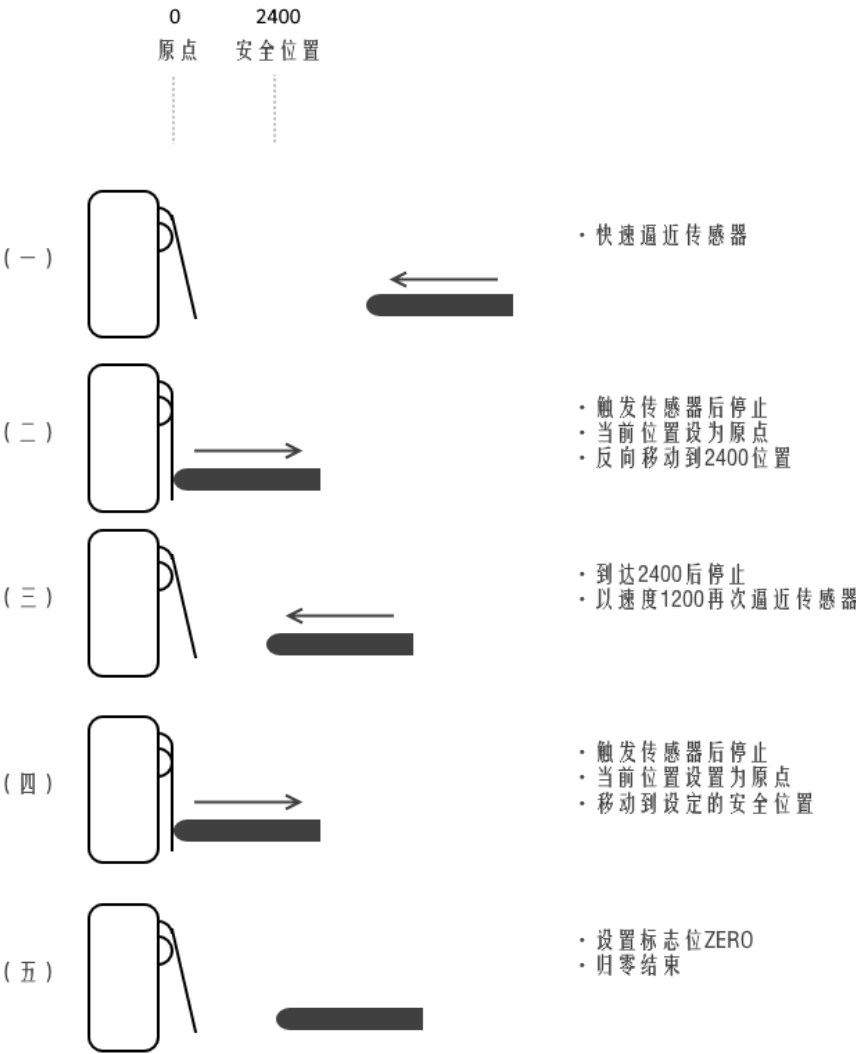 0 2400
原点 安全位置
(一)
· 快速逼近传感器
(二)
· 触发传感器后停止
· 当前位置设为原点
· 反向移动到2400位置
(三)
· 到达2400后停止
· 以速度1200再次逼近传感器
(四)
· 触发传感器后停止
· 当前位置设置为原点
· 移动到设定的安全位置
(五)
· 设置标志位ZERO
· 归零结束